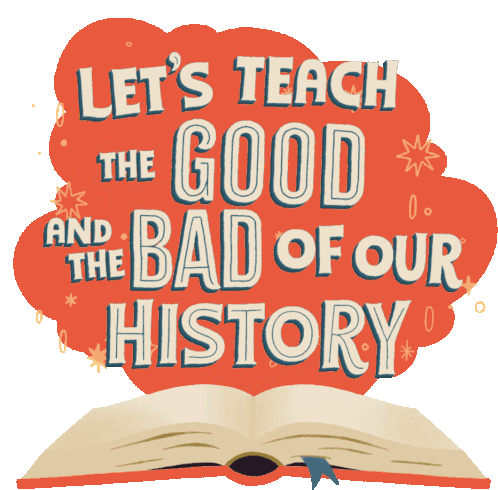 LET'S TEACH
THE GOOD
AND THE BAD OF OUR
HISTORY